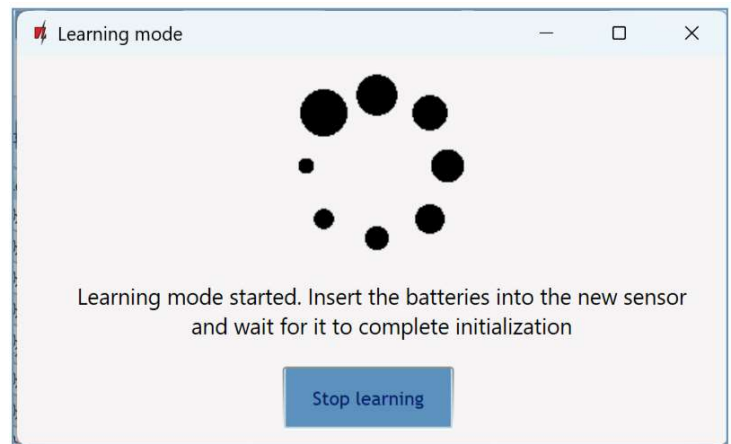 Learning mode
Learning mode started. Insert the batteries into the new sensor
and wait for it to complete initialization
Stop learning